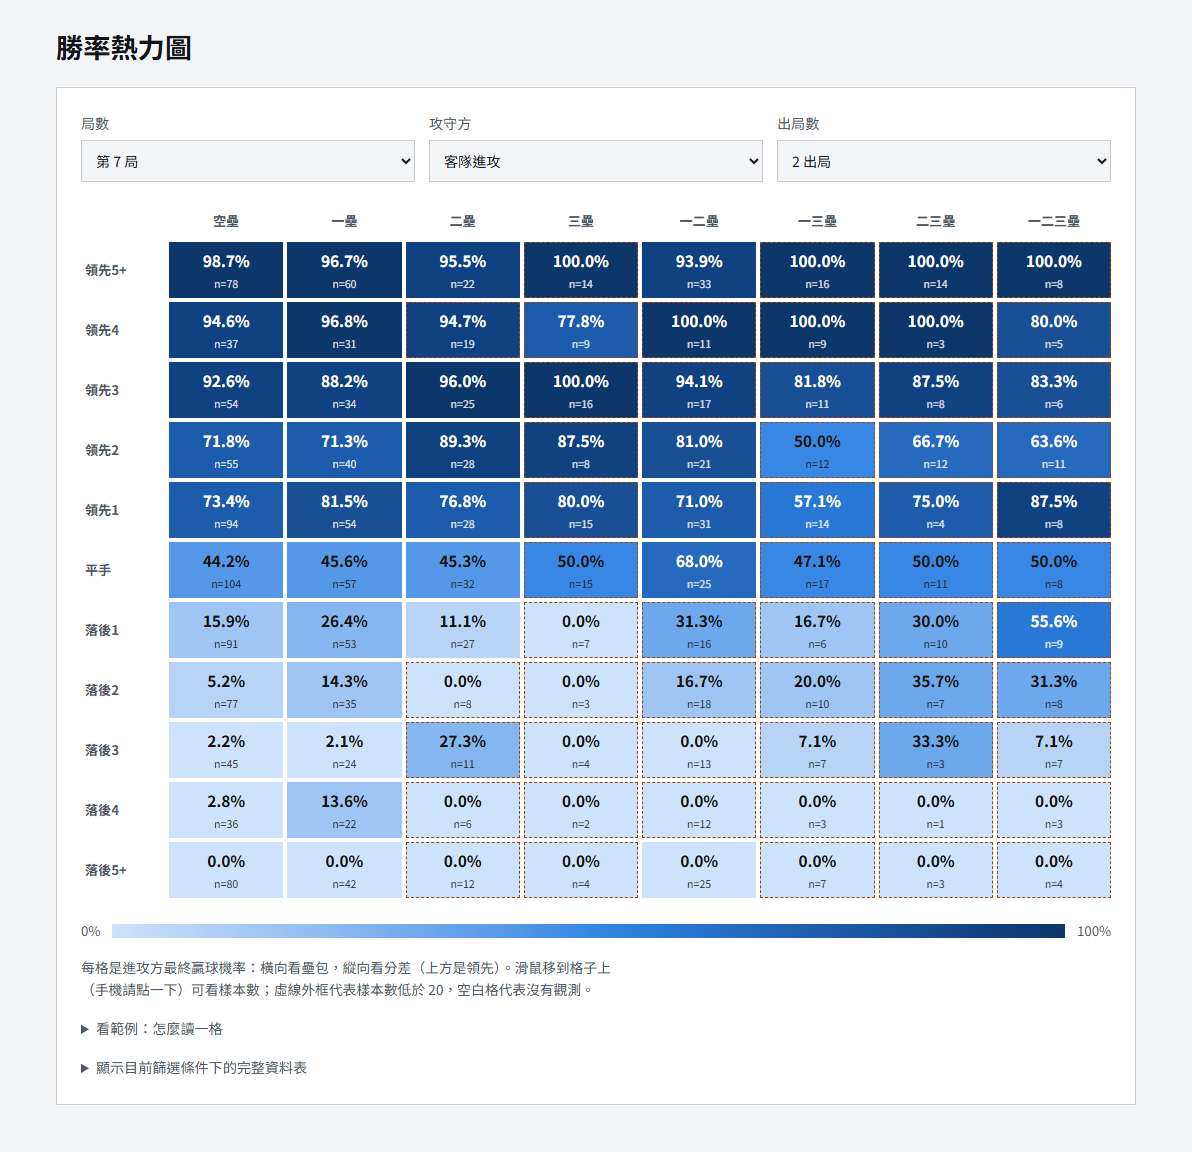 勝率熱力圖
局數 攻守方 出局數
第 7 局 客隊進攻 2 出局
空壘 一壘 二壘 三壘 一二壘 一三壘 二三壘 一二三壘
領先5+ 98.7% 96.7% 95.5% 100.0% 93.9% 100.0% 100.0% 100.0%
n=78 n=60 n=22 n=14 n=33 n=16 n=14 n=8
領先4 94.6% 96.8% 94.7% 77.8% 100.0% 100.0% 100.0% 80.0%
n=37 n=31 n=19 n=9 n=11 n=9 n=3 n=5
領先3 92.6% 88.2% 96.0% 100.0% 94.1% 81.8% 87.5% 83.3%
n=54 n=34 n=25 n=16 n=17 n=11 n=8 n=6
領先2 71.8% 71.3% 89.3% 87.5% 81.0% 50.0% 66.7% 63.6%
n=55 n=40 n=28 n=8 n=21 n=12 n=12 n=11
領先1 73.4% 81.5% 76.8% 80.0% 71.0% 57.1% 75.0% 87.5%
n=94 n=54 n=28 n=15 n=31 n=14 n=4 n=8
平手 44.2% 45.6% 45.3% 50.0% 68.0% 47.1% 50.0% 50.0%
n=104 n=57 n=32 n=15 n=25 n=17 n=11 n=8
落後1 15.9% 26.4% 11.1% 0.0% 31.3% 16.7% 30.0% 55.6%
n=91 n=53 n=27 n=7 n=16 n=6 n=10 n=9
落後2 5.2% 14.3% 0.0% 0.0% 16.7% 20.0% 35.7% 31.3%
n=77 n=35 n=8 n=3 n=18 n=10 n=7 n=8
落後3 2.2% 2.1% 27.3% 0.0% 0.0% 7.1% 33.3% 7.1%
n=45 n=24 n=11 n=4 n=13 n=7 n=3 n=7
落後4 2.8% 13.6% 0.0% 0.0% 0.0% 0.0% 0.0% 0.0%
n=36 n=22 n=6 n=2 n=12 n=3 n=1 n=3
落後5+ 0.0% 0.0% 0.0% 0.0% 0.0% 0.0% 0.0% 0.0%
n=80 n=42 n=12 n=4 n=25 n=7 n=3 n=4
0% 100%
每格是進攻方最終贏球機率：橫向看壘包，縱向看分差（上方是領先）。滑鼠移到格子上
（手機請點一下）可看樣本數；虛線外框代表樣本數低於 20，空白格代表沒有觀測。
▶ 看範例：怎麼讀一格
▶ 顯示目前篩選條件下的完整資料表